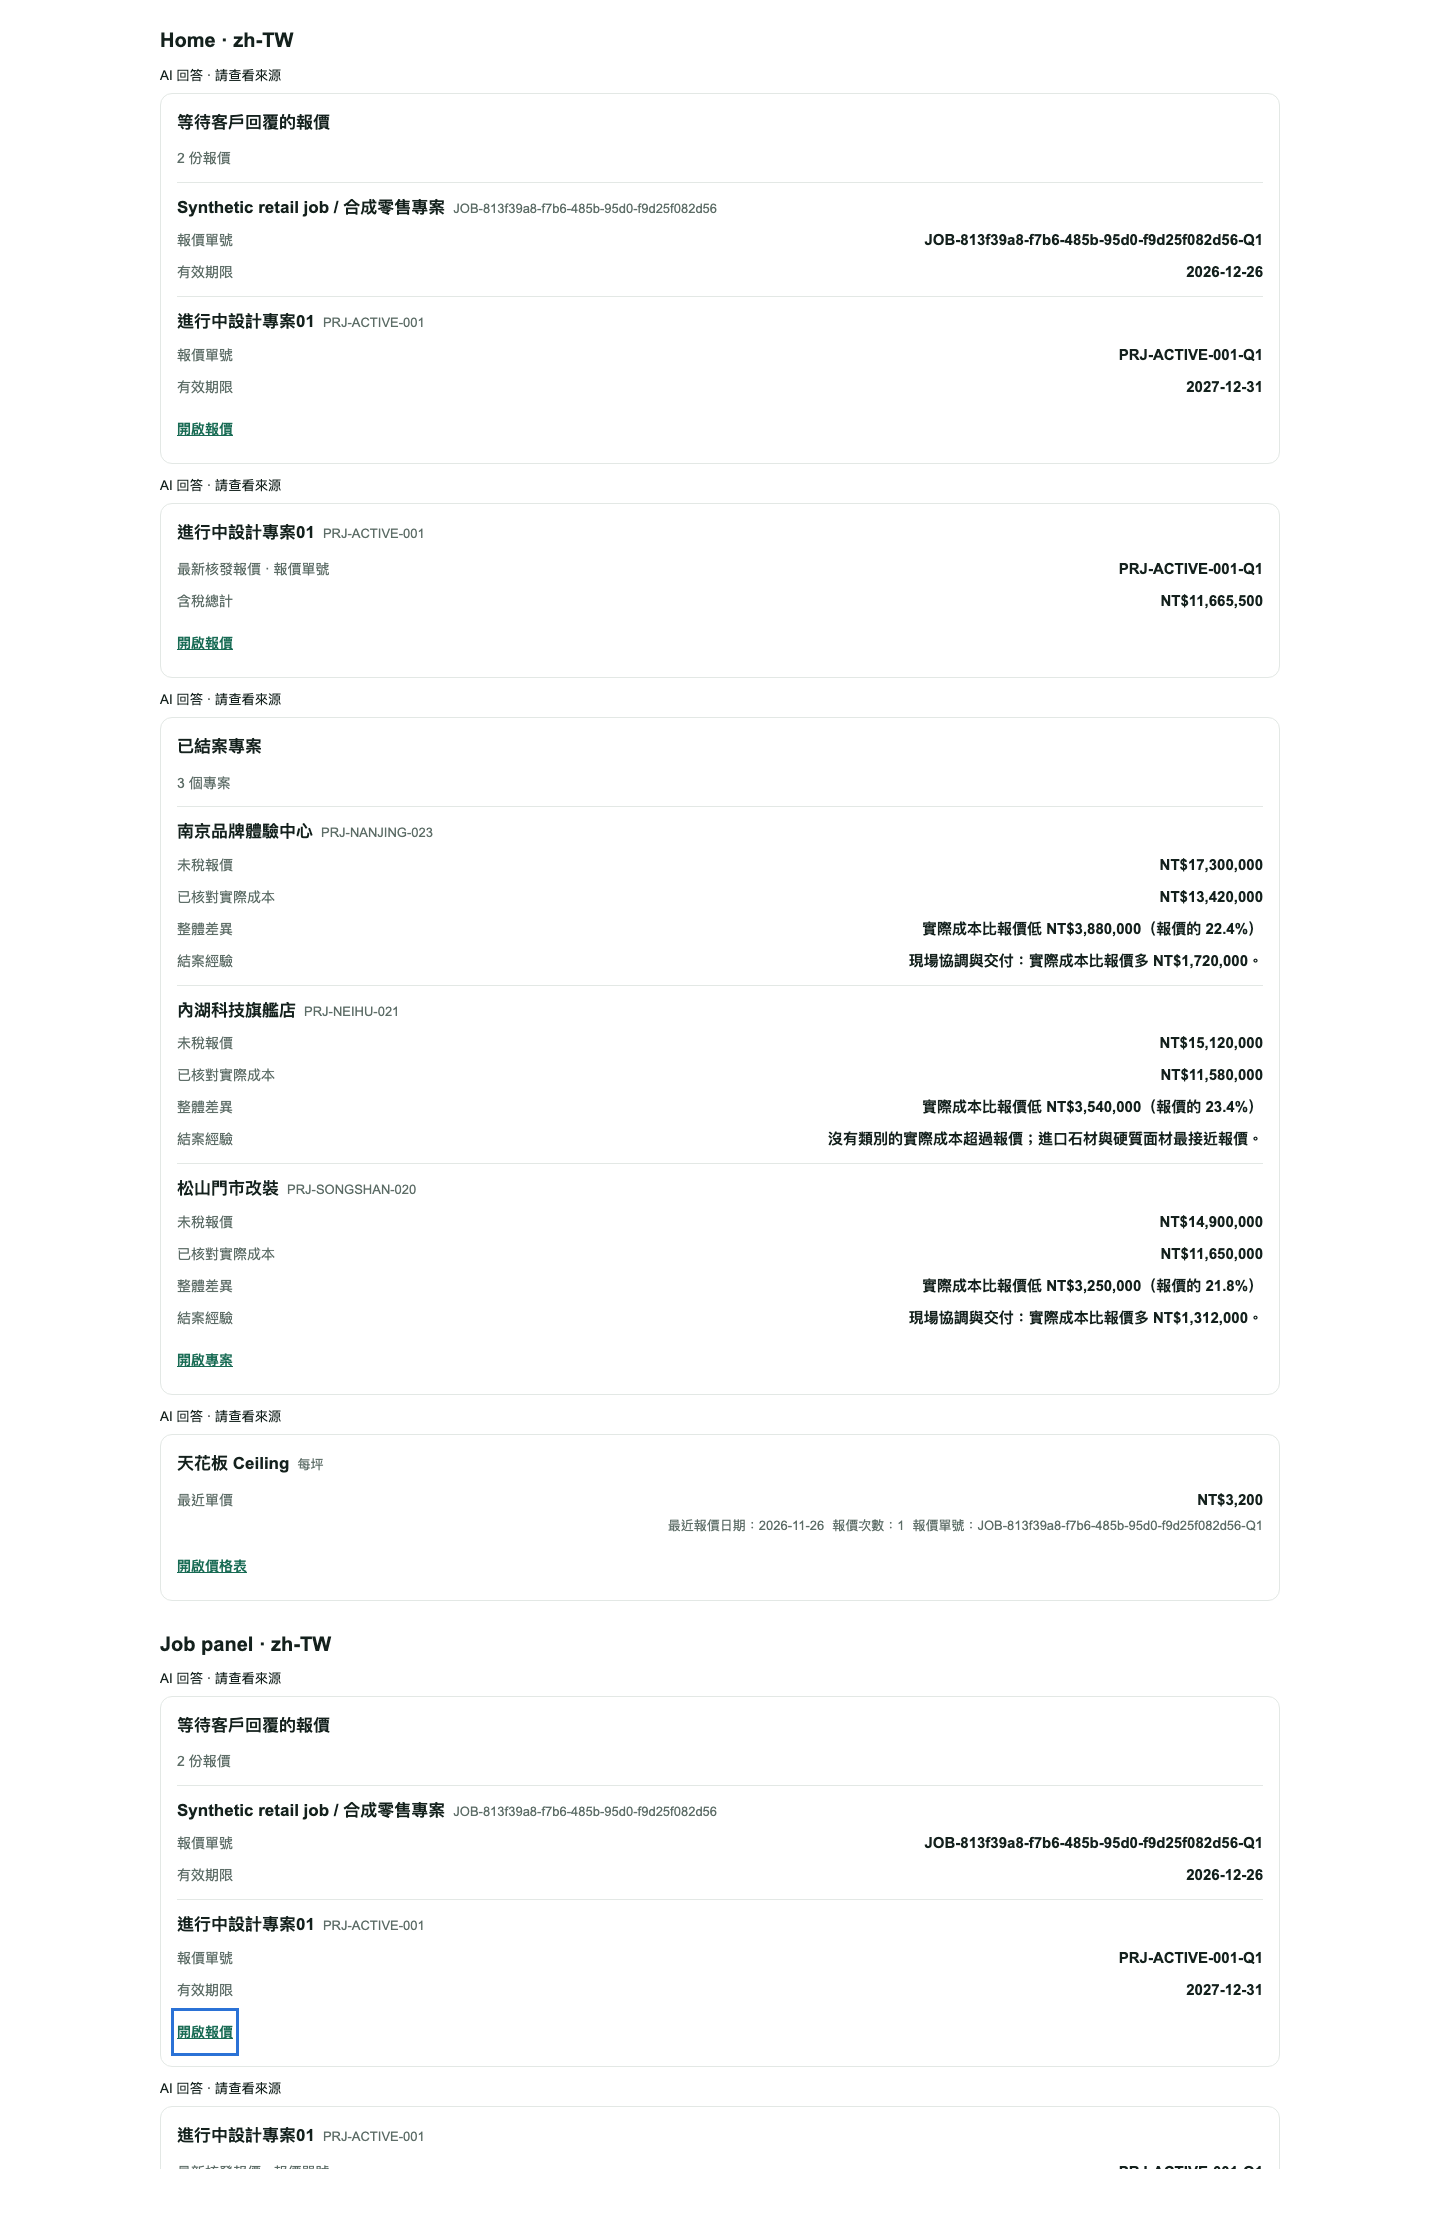 Home · zh-TW
AI 回答 · 請查看來源
等待客戶回覆的報價
2 份報價
Synthetic retail job / 合成零售專案 JOB-813f39a8-f7b6-485b-95d0-f9d25f082d56
報價單號 JOB-813f39a8-f7b6-485b-95d0-f9d25f082d56-Q1
有效期限 2026-12-26
進行中設計專案01 PRJ-ACTIVE-001
報價單號 PRJ-ACTIVE-001-Q1
有效期限 2027-12-31
開啟報價
AI 回答 · 請查看來源
進行中設計專案01 PRJ-ACTIVE-001
最新核發報價 · 報價單號 PRJ-ACTIVE-001-Q1
含稅總計 NT$11,665,500
開啟報價
AI 回答 · 請查看來源
已結案專案
3 個專案
南京品牌體驗中心 PRJ-NANJING-023
未稅報價 NT$17,300,000
已核對實際成本 NT$13,420,000
整體差異 實際成本比報價低 NT$3,880,000（報價的 22.4%）
結案經驗 現場協調與交付：實際成本比報價多 NT$1,720,000。
內湖科技旗艦店 PRJ-NEIHU-021
未稅報價 NT$15,120,000
已核對實際成本 NT$11,580,000
整體差異 實際成本比報價低 NT$3,540,000（報價的 23.4%）
結案經驗 沒有類別的實際成本超過報價；進口石材與硬質面材最接近報價。
松山門市改裝 PRJ-SONGSHAN-020
未稅報價 NT$14,900,000
已核對實際成本 NT$11,650,000
整體差異 實際成本比報價低 NT$3,250,000（報價的 21.8%）
結案經驗 現場協調與交付：實際成本比報價多 NT$1,312,000。
開啟專案
AI 回答 · 請查看來源
天花板 Ceiling 每坪
最近單價 NT$3,200
最近報價日期：2026-11-26 報價次數：1 報價單號：JOB-813f39a8-f7b6-485b-95d0-f9d25f082d56-Q1
開啟價格表
Job panel · zh-TW
AI 回答 · 請查看來源
等待客戶回覆的報價
2 份報價
Synthetic retail job / 合成零售專案 JOB-813f39a8-f7b6-485b-95d0-f9d25f082d56
報價單號 JOB-813f39a8-f7b6-485b-95d0-f9d25f082d56-Q1
有效期限 2026-12-26
進行中設計專案01 PRJ-ACTIVE-001
報價單號 PRJ-ACTIVE-001-Q1
有效期限 2027-12-31
開啟報價
AI 回答 · 請查看來源
進行中設計專案01 PRJ-ACTIVE-001